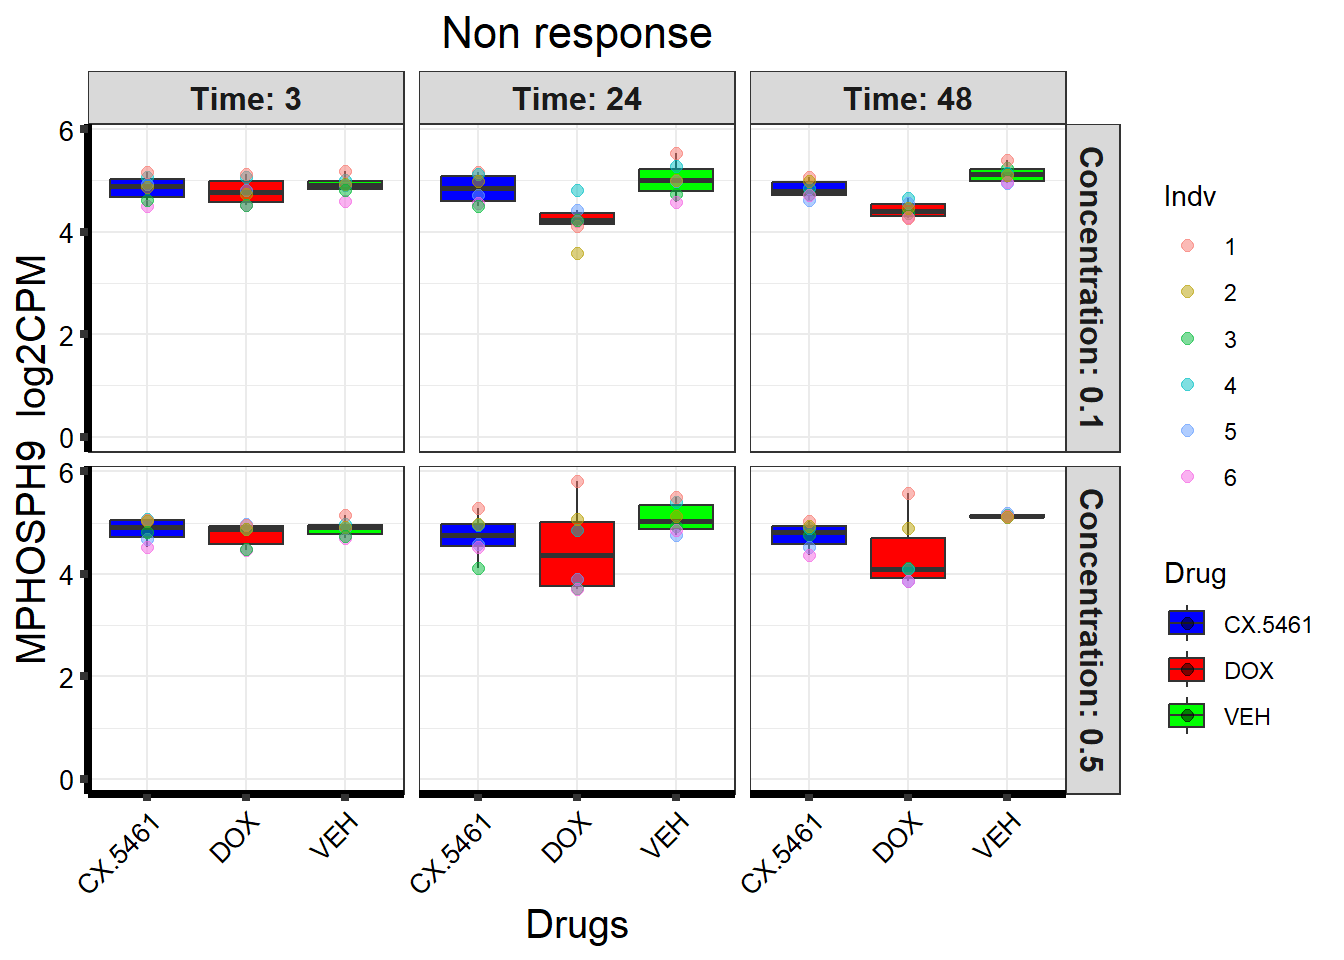 Non response
Time: 3
Time: 24
Time: 48
MPHOSPH9  log2CPM
6
4
2
0
Concentration: 0.1
6
4
2
0
Concentration: 0.5
CX.5461
DOX
VEH
CX.5461
DOX
VEH
CX.5461
DOX
VEH
Drugs
Indv
1
2
3
4
5
6
Drug
CX.5461
DOX
VEH